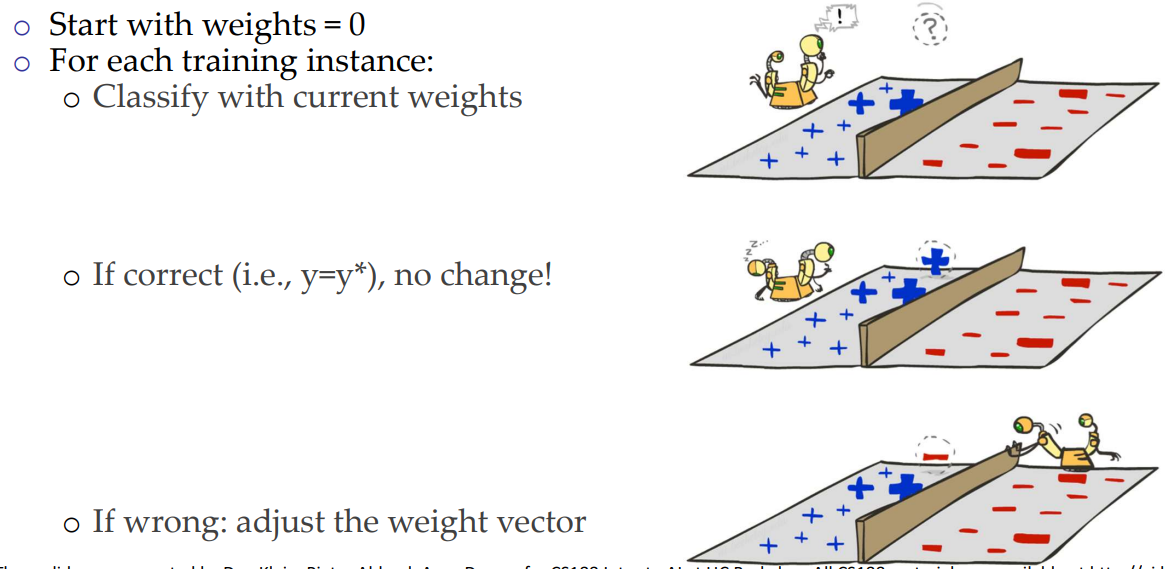 Start with weights = 0
For each training instance:
Classify with current weights
!
?
If correct (i.e., y=y*), no change!
z z z...
If wrong: adjust the weight vector